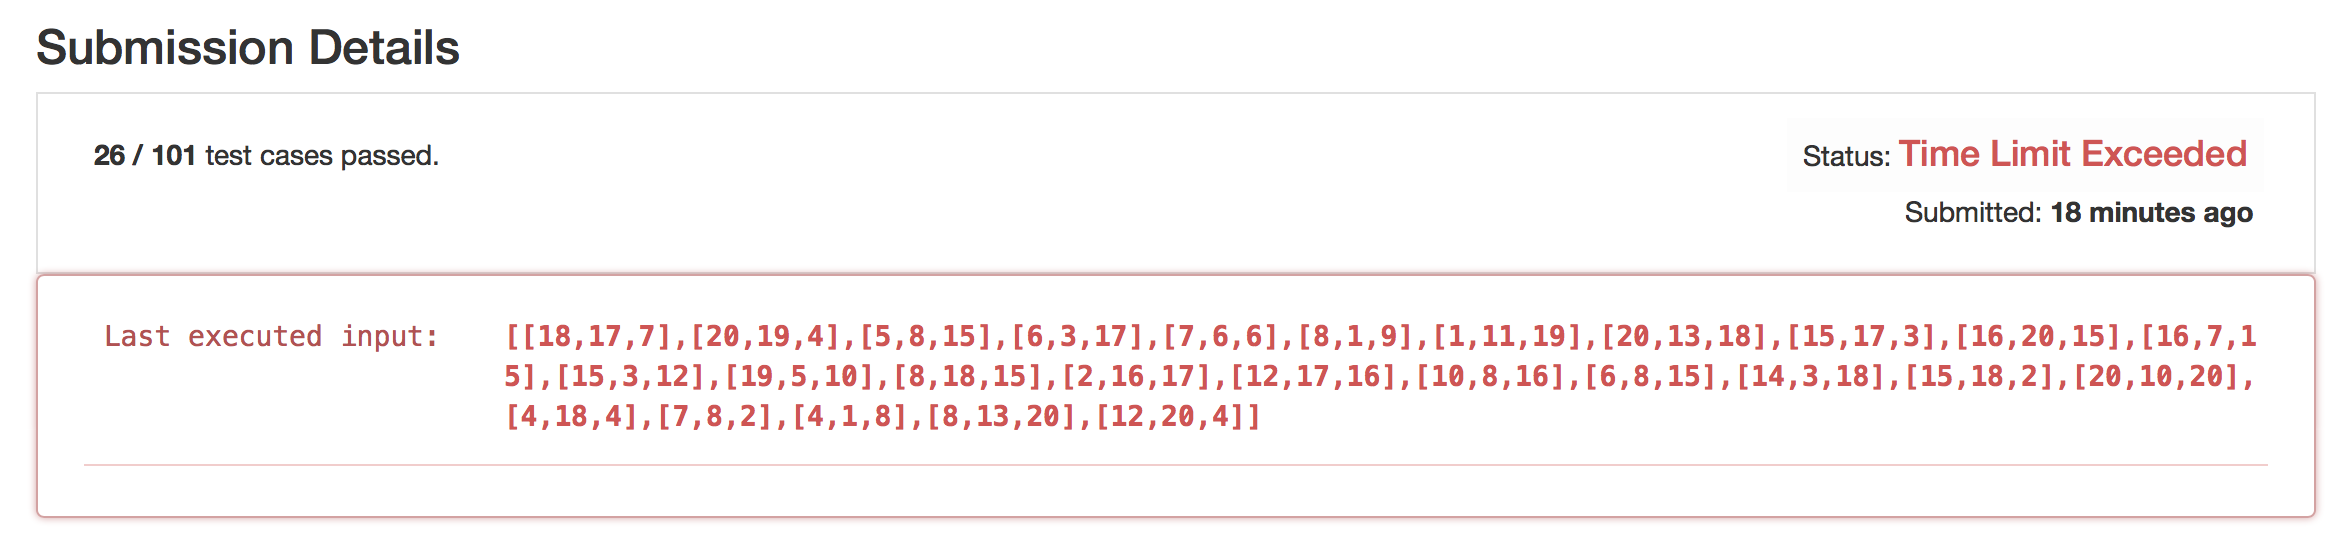 Submission Details
26 / 101 test cases passed.
Status: Time Limit Exceeded
Submitted: 18 minutes ago
Last executed input: [[18,17,7],[20,19,4],[5,8,15],[6,3,17],[7,6,6],[8,1,9],[1,11,19],[20,13,18],[15,17,3],[16,20,15],[16,7,1
5],[15,3,12],[19,5,10],[8,18,15],[2,16,17],[12,17,16],[10,8,16],[6,8,15],[14,3,18],[15,18,2],[20,10,20],
[4,18,4],[7,8,2],[4,1,8],[8,13,20],[12,20,4]]